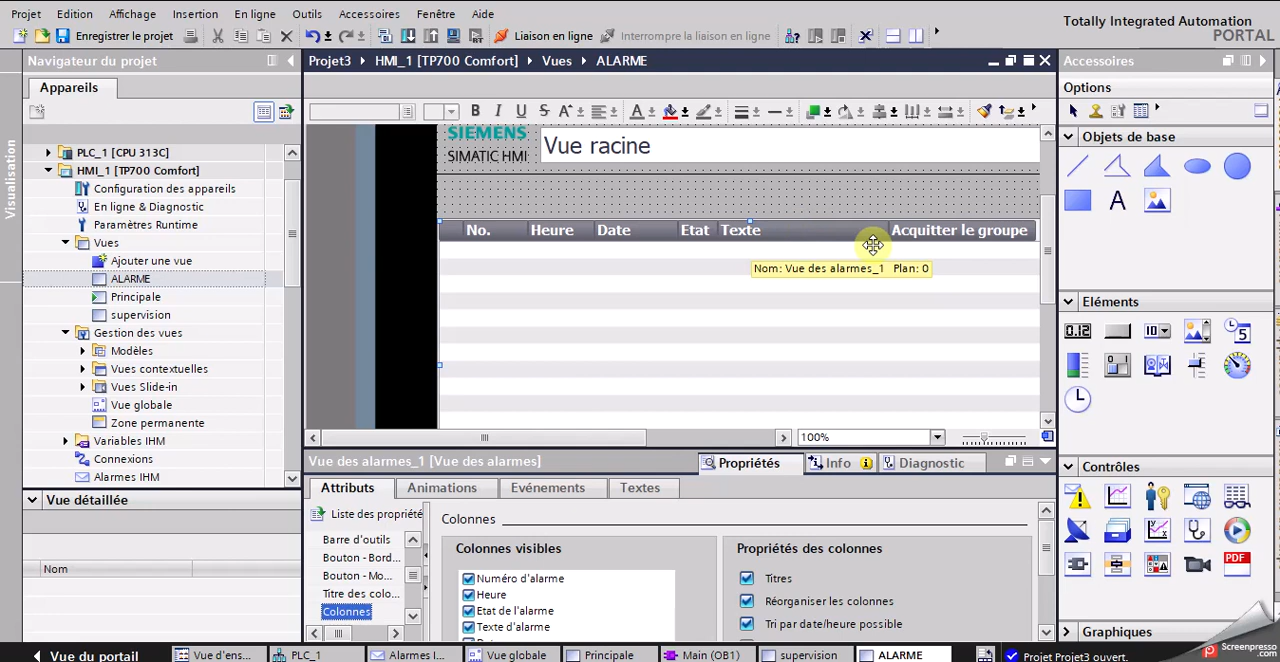 Projet Edition Affichage Insertion En ligne Outils Accessoires Fenêtre Aide
Totally Integrated Automation
PORTAL
Enregistrer le projet Liaison en ligne Interrompre la liaison en ligne
Navigateur du projet
Projet3 HMI_1 [TP700 Comfort] Vues ALARME
Accessoires
Appareils
Options
Visualisation
Objets de base
PLC_1 [CPU 313C]
HMI_1 [TP700 Comfort]
Configuration des appareils
En ligne & Diagnostic
Paramètres Runtime
Vues
Ajouter une vue
ALARME
Principale
supervision
Gestion des vues
Modèles
Vues contextuelles
Vues Slide-in
Vue globale
Zone permanente
Variables IHM
Connexions
Alarmes IHM
Vue détaillée
Nom
SIEMENS
SIMATIC HMI
Vue racine
No. Heure Date Etat Texte Acquitter le groupe
Nom: Vue des alarmes_1 Plan: 0
100%
Vue des alarmes_1 [Vue des alarmes]
Propriétés Info Diagnostic
Attributs Animations Evénements Textes
Liste des propriété
Barre d'outils
Bouton - Bord...
Bouton - Mo...
Titre des colo...
Colonnes
Colonnes
Colonnes visibles
Numéro d'alarme
Heure
Etat de l'alarme
Texte d'alarme
Propriétés des colonnes
Titres
Réorganiser les colonnes
Tri par date/heure possible
Eléments
0.12
10
5
Contrôles
PDF
Graphiques
Vue du portail Vue d'ens... PLC_1 Alarmes I... Vue globale Principale Main (OB1) supervision ALARME Projet Projet3 ouvert.
Screenpresso